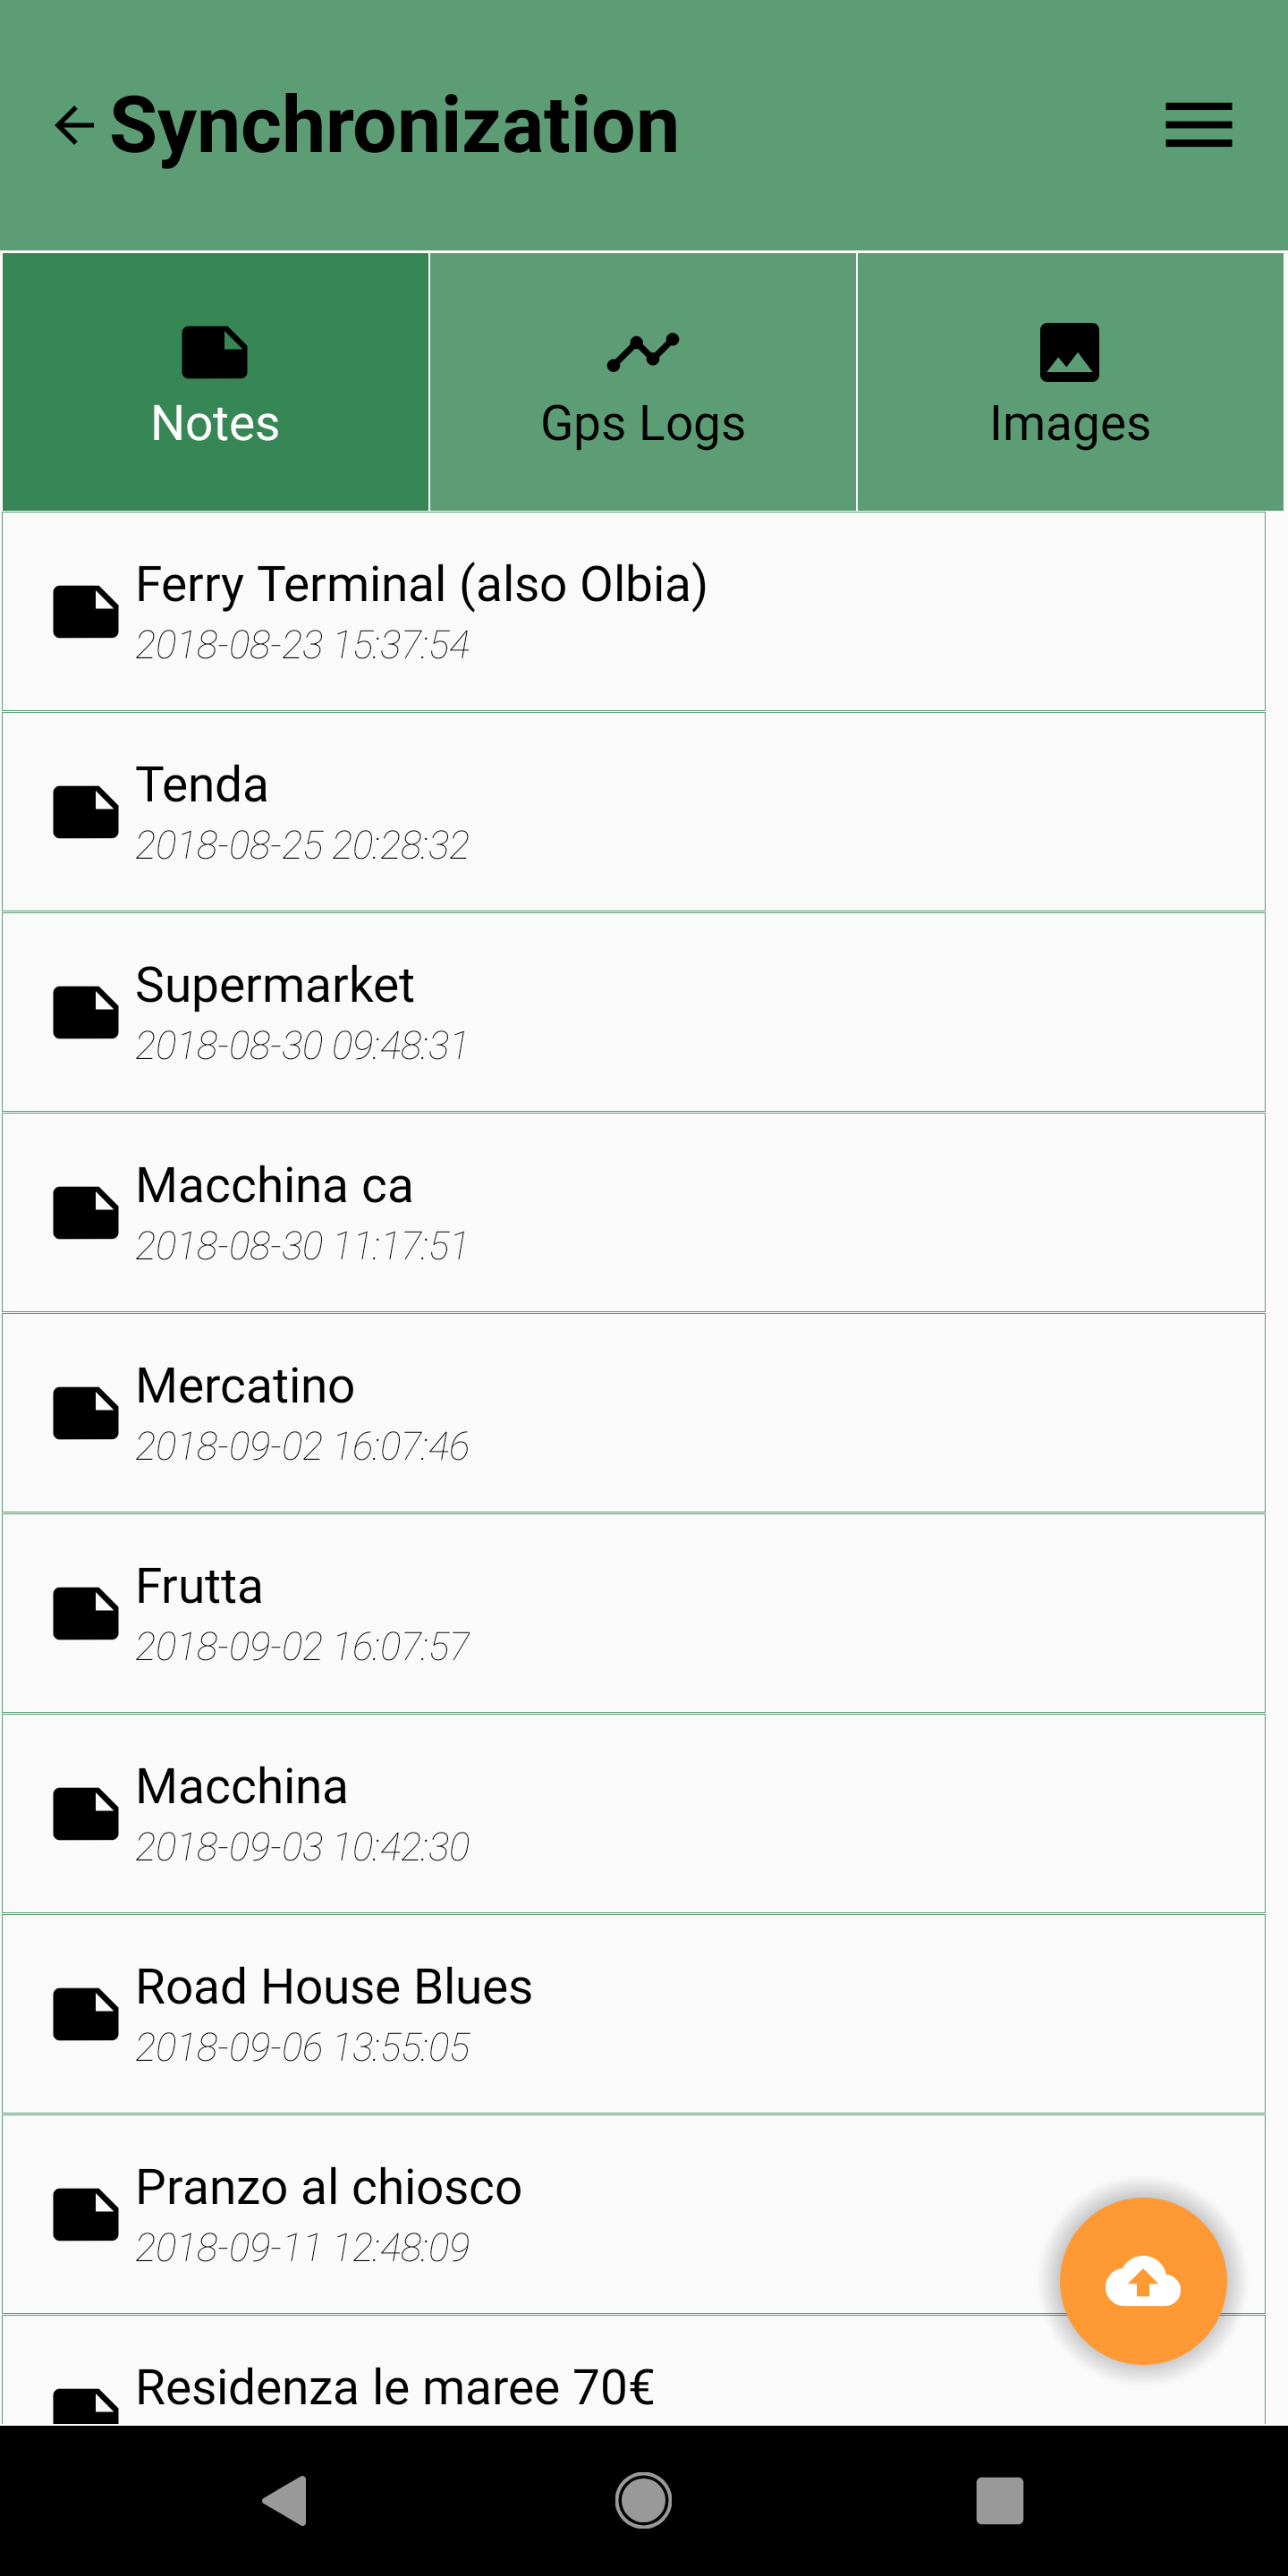 Synchronization
Notes
Gps Logs
Images
Ferry Terminal (also Olbia)
2018-08-23 15:37:54
Tenda
2018-08-25 20:28:32
Supermarket
2018-08-30 09:48:31
Macchina ca
2018-08-30 11:17:51
Mercatino
2018-09-02 16:07:46
Frutta
2018-09-02 16:07:57
Macchina
2018-09-03 10:42:30
Road House Blues
2018-09-06 13:55:05
Pranzo al chiosco
2018-09-11 12:48:09
Residenza le maree 70€